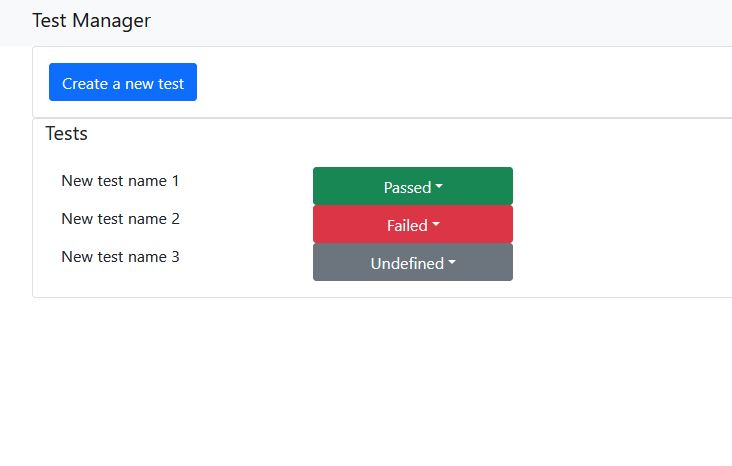 Test Manager
Create a new test
Tests
New test name 1 Passed
New test name 2 Failed
New test name 3 Undefined